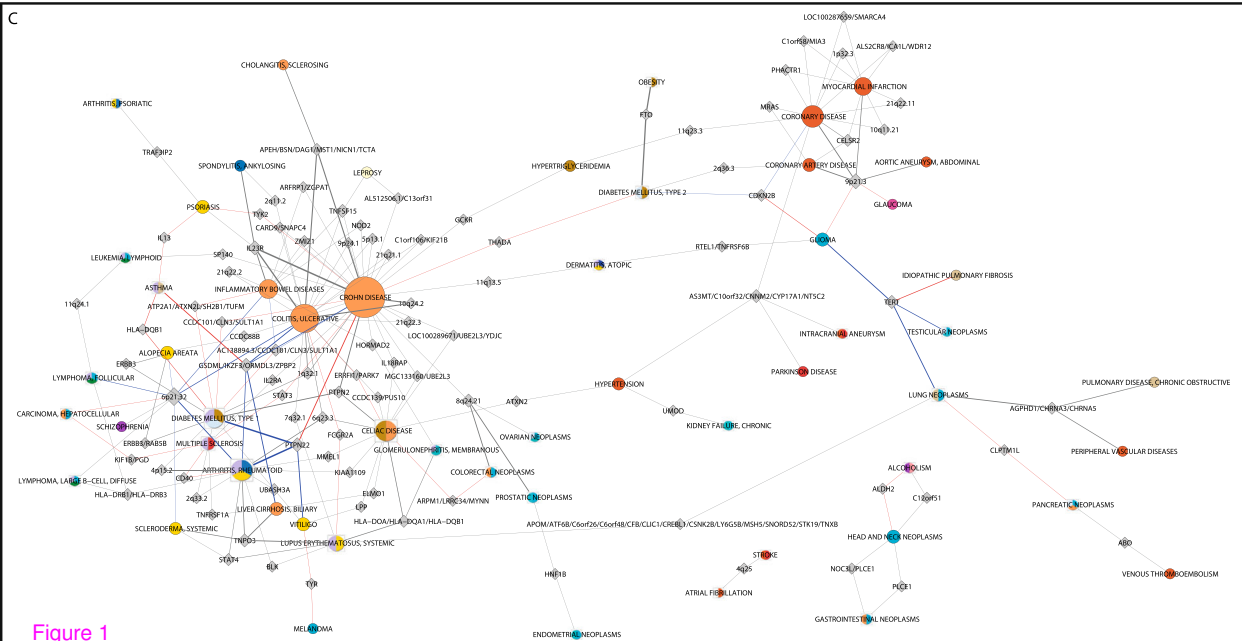 C
LOC100287659/SMARCA4
C1orf58/MIA3
ALS2CR8/ICA1L/WDR12
1p32.3
CHOLANGITIS, SCLEROSING
PHACTR1
OBESITY
MYOCARDIAL INFARCTION
ARTHRITIS, PSORIATIC
MRAS
21q22.11
FTO
CORONARY DISEASE
11q23.3
10q11.21
CELSR2
TRAF3IP2
APEH/BSN/DAG1/MST1/NICN1/TCTA
SPONDYLITIS, ANKYLOSING
HYPERTRIGLYCERIDEMIA
2q36.3
CORONARY ARTERY DISEASE
AORTIC ANEURYSM, ABDOMINAL
LEPROSY
9p21.3
ARFRP1/ZGPAT
DIABETES MELLITUS, TYPE 2
CDKN2B
2q11.2
AL512506.1/C13orf31
GLAUCOMA
PSORIASIS
TYK2
TNFSF15
GCKR
CARD9/SNAPC4
NOD2
IL13
ZMIZ1
9p24.1
5p13.1
C1orf106/KIF21B
THADA
GLIOMA
IL23R
21q21.1
RTEL1/TNFRSF6B
LEUKEMIA, LYMPHOID
SP140
DERMATITIS, ATOPIC
21q22.2
IDIOPATHIC PULMONARY FIBROSIS
11q13.5
ASTHMA
INFLAMMATORY BOWEL DISEASES
CROHN DISEASE
AS3MT/C10orf32/CNNM2/CYP17A1/NT5C2
11q24.1
ATP2A1/ATXN2L/SH2B1/TUFM
10q24.2
TERT
COLITIS, ULCERATIVE
CCDC101/CLN3/SULT1A1
21q22.3
HLA-DQB1
INTRACRANIAL ANEURYSM
TESTICULAR NEOPLASMS
CCDC88B
LOC100289671/UBE2L3/YDJC
HORMAD2
ALOPECIA AREATA
AC138894.3/CCDC101/CLN3/SULT1A1
ERBB3
GSDML/IKZF3/ORMDL3/ZPBP2
IL18RAP
1q32.1
PARKINSON DISEASE
LYMPHOMA, FOLLICULAR
IL2RA
ERRFI1/PARK7
MGC133160/UBE2L3
HYPERTENSION
PULMONARY DISEASE, CHRONIC OBSTRUCTIVE
6p21.32
STAT3
PTPN2
LUNG NEOPLASMS
CCDC139/PUS10
8q24.21
ATXN2
AGPHD1/CHRNA3/CHRNA5
CARCINOMA, HEPATOCELLULAR
DIABETES MELLITUS, TYPE 1
7q32.1
6q23.3
UMOD
SCHIZOPHRENIA
CELIAC DISEASE
KIDNEY FAILURE, CHRONIC
FCGR2A
OVARIAN NEOPLASMS
ERBB3/RAB5B
MULTIPLE SCLEROSIS
PTPN22
GLOMERULONEPHRITIS, MEMBRANOUS
CLPTM1L
PERIPHERAL VASCULAR DISEASES
KIF1B/PGD
MMEL1
4p15.2
ARTHRITIS, RHEUMATOID
KIAA1109
COLORECTAL NEOPLASMS
ALCOHOLISM
LYMPHOMA, LARGE B-CELL, DIFFUSE
CD40
UBASH3A
ALDH2
HLA-DRB1/HLA-DRB3
2q33.2
ELMO1
PROSTATIC NEOPLASMS
C12orf51
ARPM1/LRRC34/MYNN
PANCREATIC NEOPLASMS
TNFRSF1A
LIVER CIRRHOSIS, BILIARY
LPP
SCLERODERMA, SYSTEMIC
VITILIGO
HLA-DOA/HLA-DQA1/HLA-DQB1
APOM/ATF6B/C6orf26/C6orf48/CFB/CLIC1/CREBL1/CSNK2B/LY6G5B/MSH5/SNORD52/STK19/TNXB
HEAD AND NECK NEOPLASMS
TNPO3
LUPUS ERYTHEMATOSUS, SYSTEMIC
ABO
STAT4
STROKE
BLK
4q25
NOC3L/PLCE1
HNF1B
VENOUS THROMBOEMBOLISM
TYR
ATRIAL FIBRILLATION
PLCE1
GASTROINTESTINAL NEOPLASMS
MELANOMA
ENDOMETRIAL NEOPLASMS
Figure 1